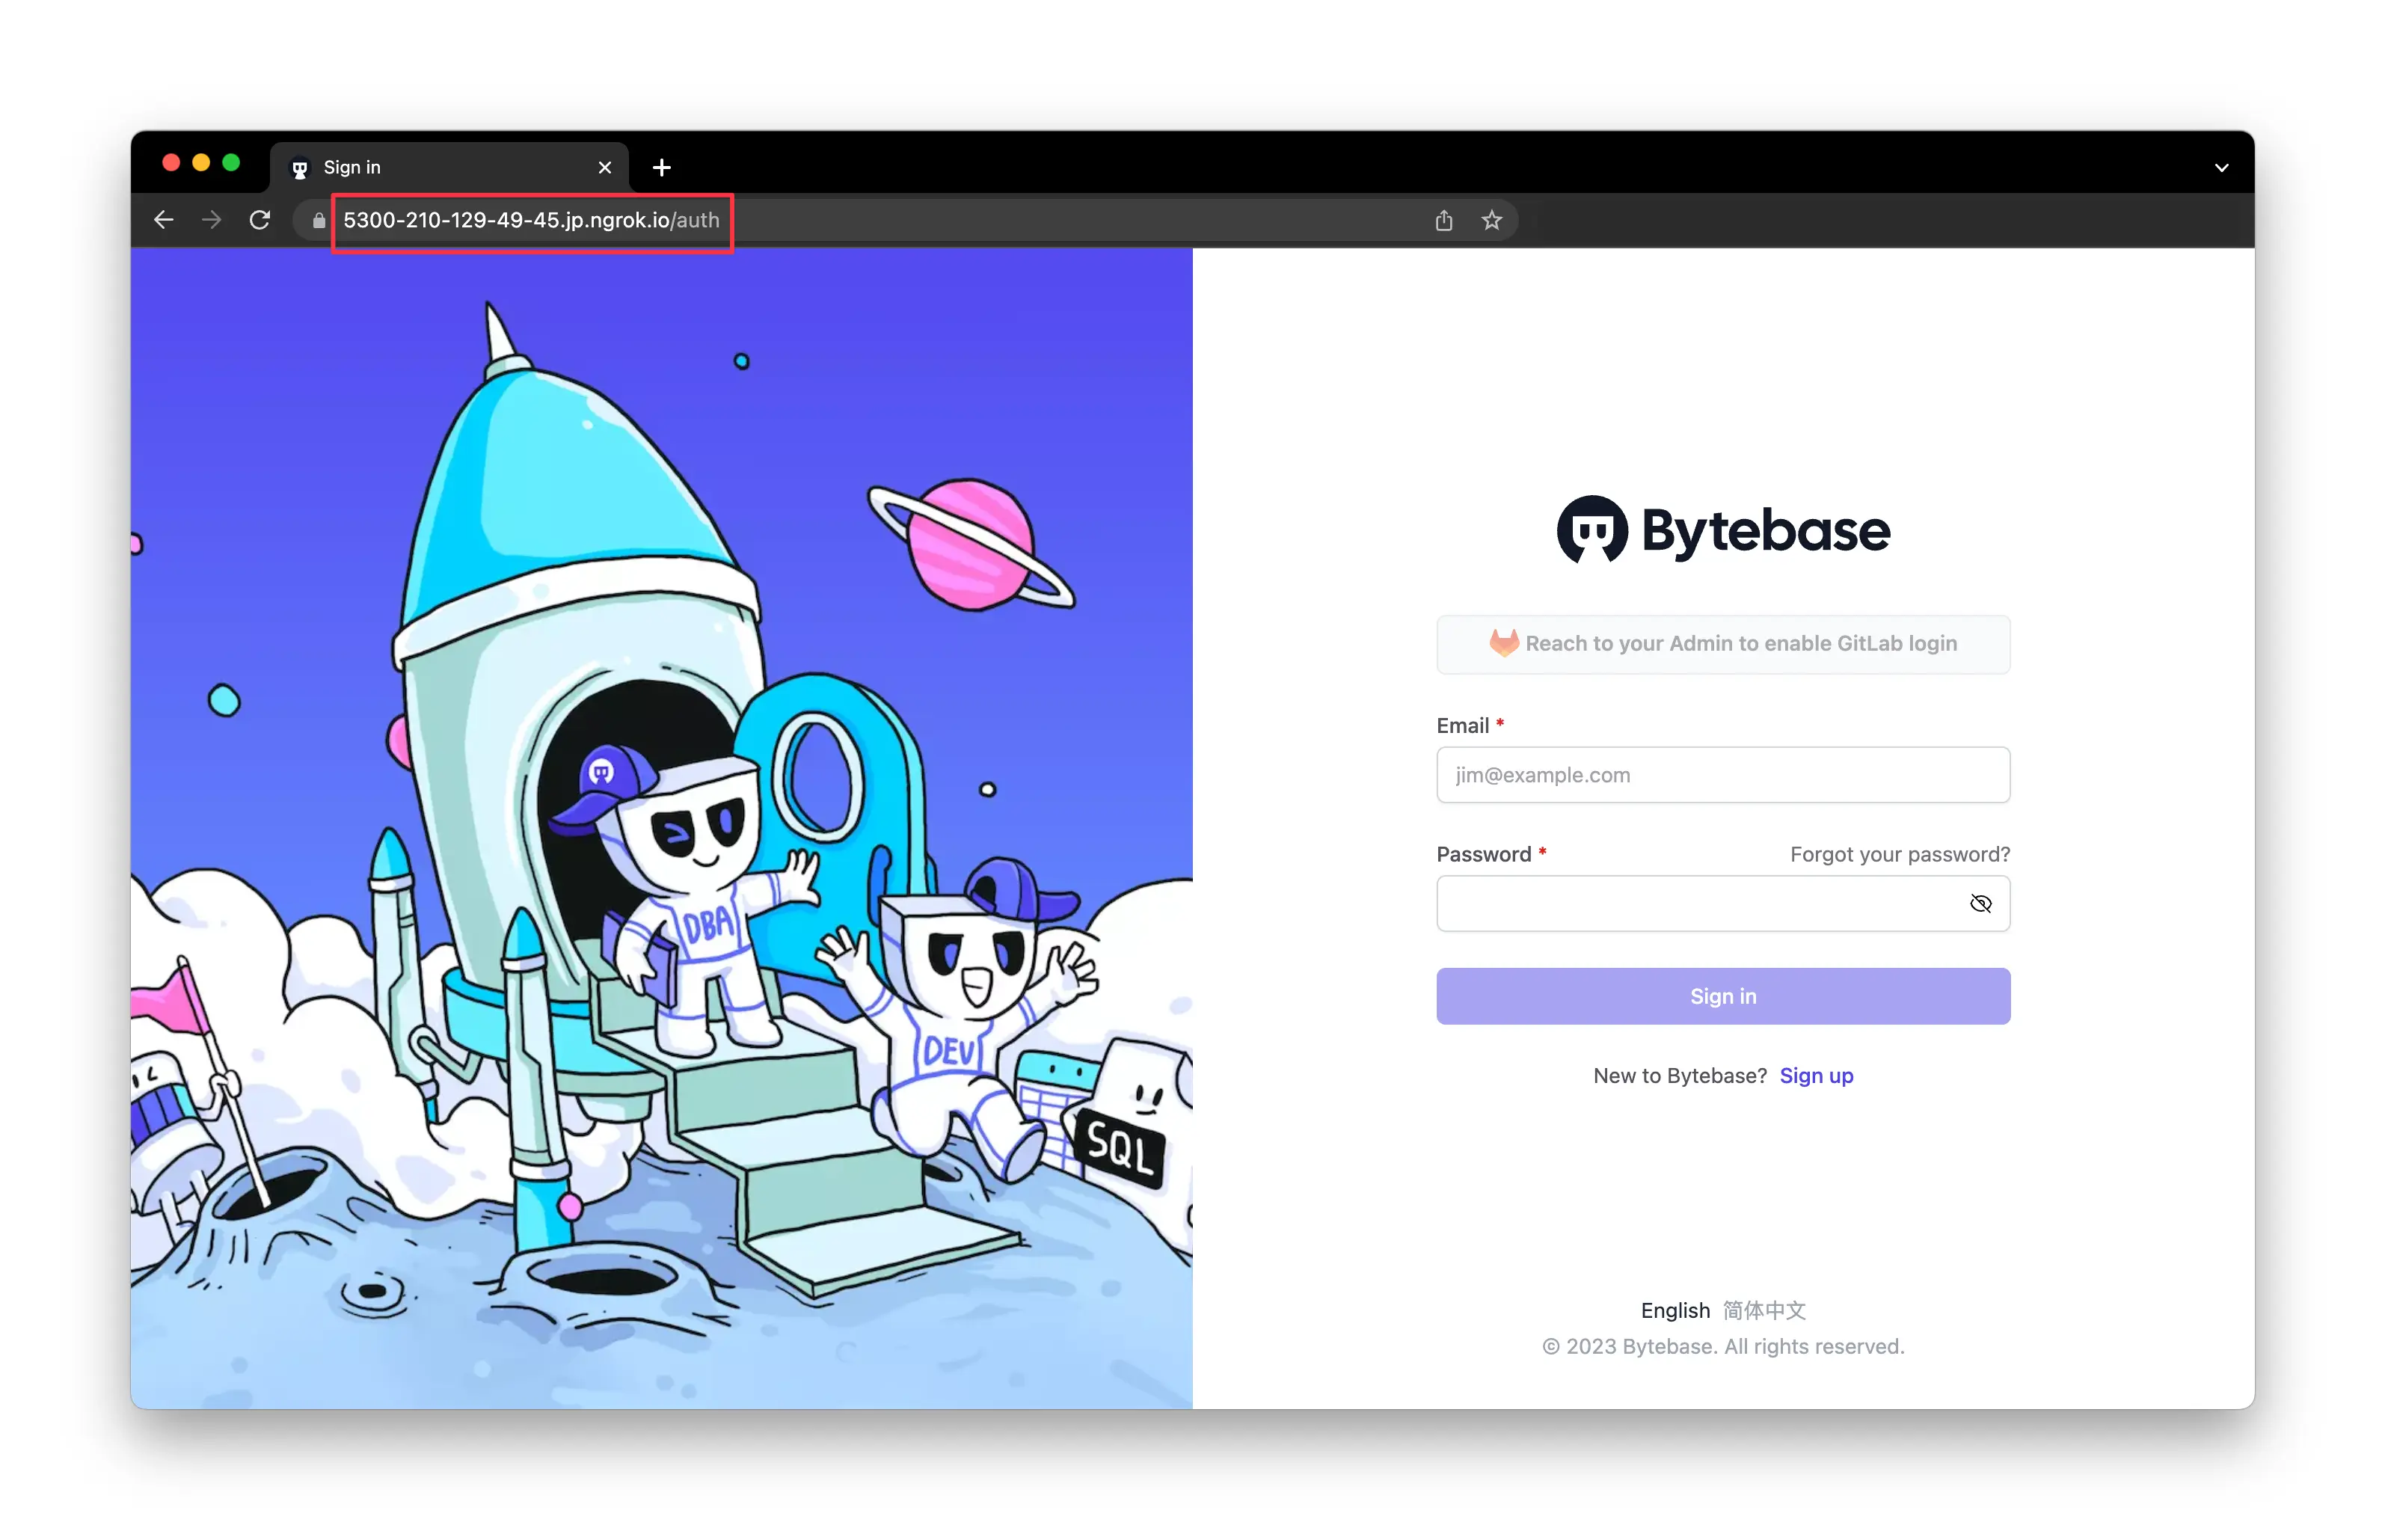 Sign in
5300-210-129-49-45.jp.ngrok.io/auth
DBA
DEV
SQL
Bytebase
Reach to your Admin to enable GitLab login
Email *
jim@example.com
Password * Forgot your password?
Sign in
New to Bytebase? Sign up
English 简体中文
© 2023 Bytebase. All rights reserved.